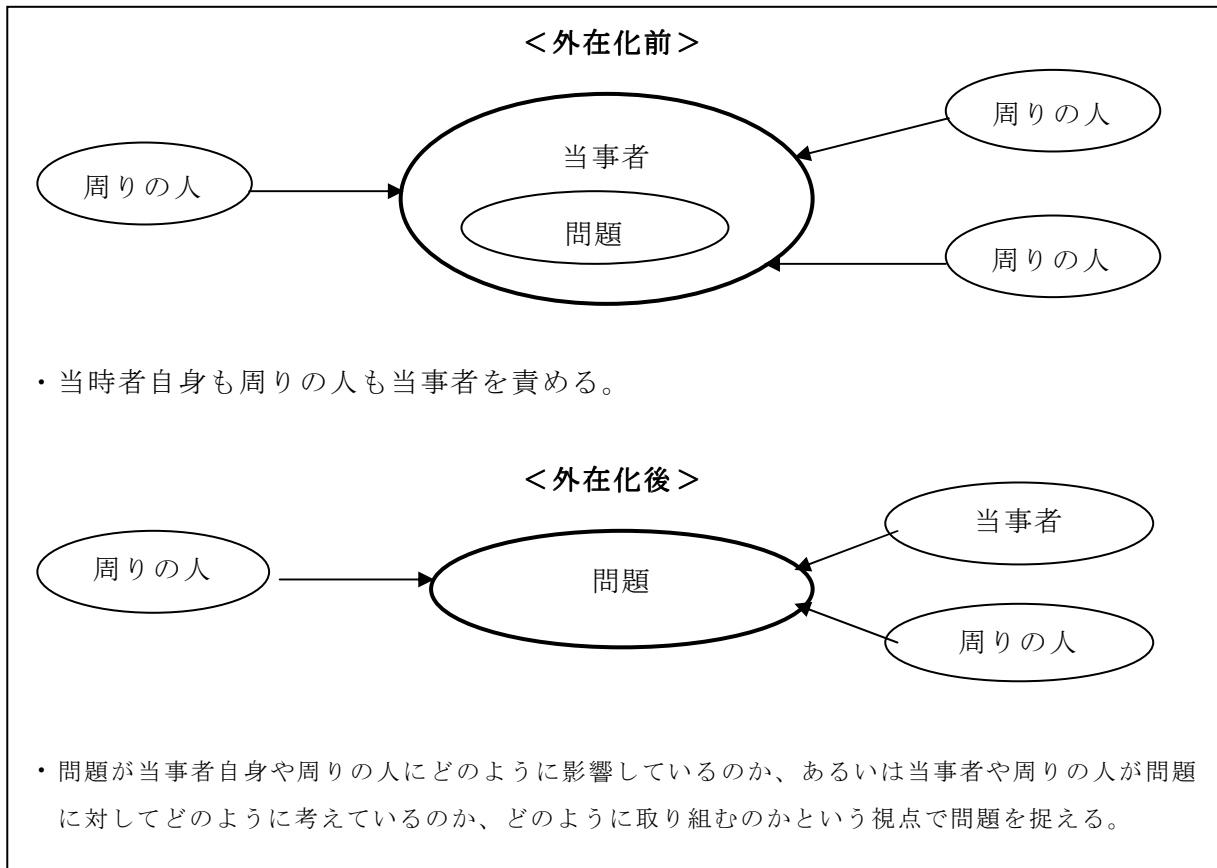 ＜外在化前＞
周りの人
当事者
問題
周りの人
周りの人
・当時者自身も周りの人も当事者を責める。
＜外在化後＞
周りの人
問題
当事者
周りの人
・問題が当事者自身や周りの人にどのように影響しているのか、あるいは当事者や周りの人が問題
に対してどのように考えているのか、どのように取り組むのかという視点で問題を捉える。